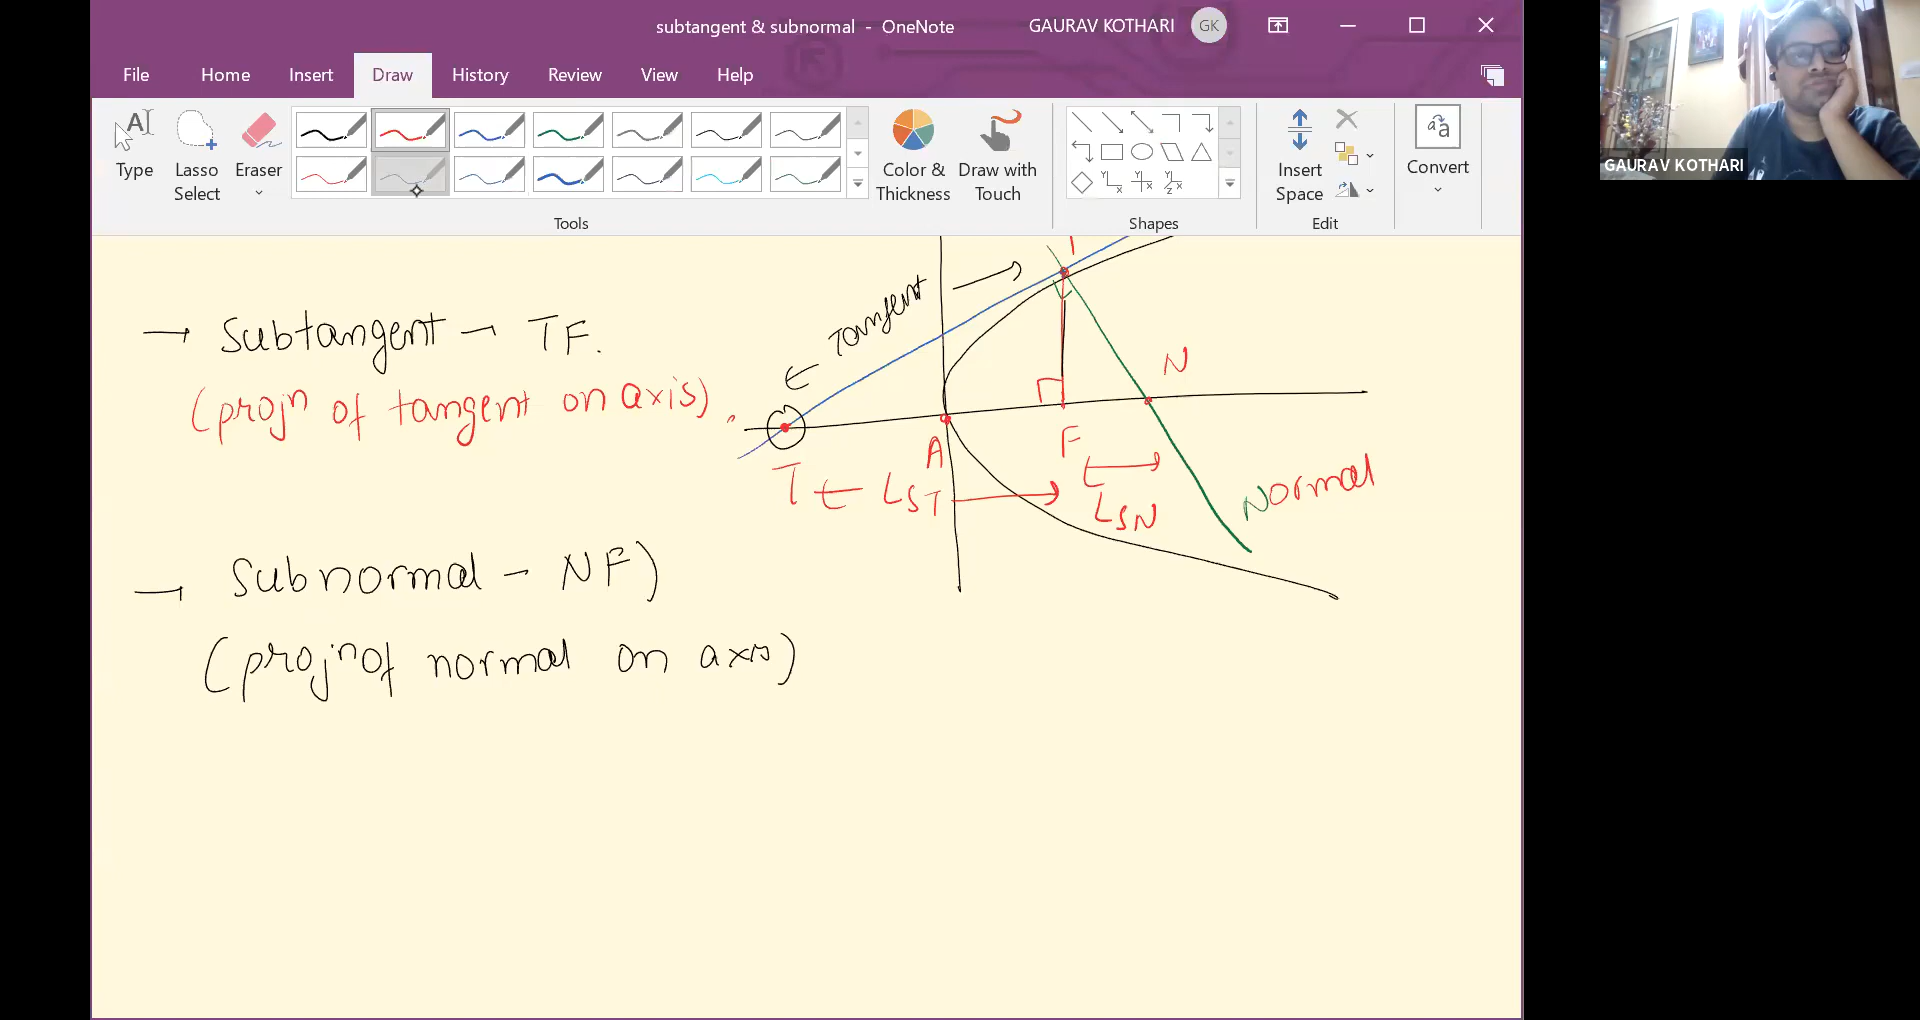 subtangent & subnormal - OneNote
GAURAV KOTHARI
GK
File Home Insert Draw History Review View Help
Type
Lasso Select
Eraser
Color & Thickness
Draw with Touch
Insert Space
Convert
Tools
Shapes
Edit
GAURAV KOTHARI
→ Subtangent → TF.
(projⁿ of tangent on axis)
Tangent
N
A
F
T
LST
LSN
Normal
→ Subnormal - NF)
(projⁿ of normal on axis)